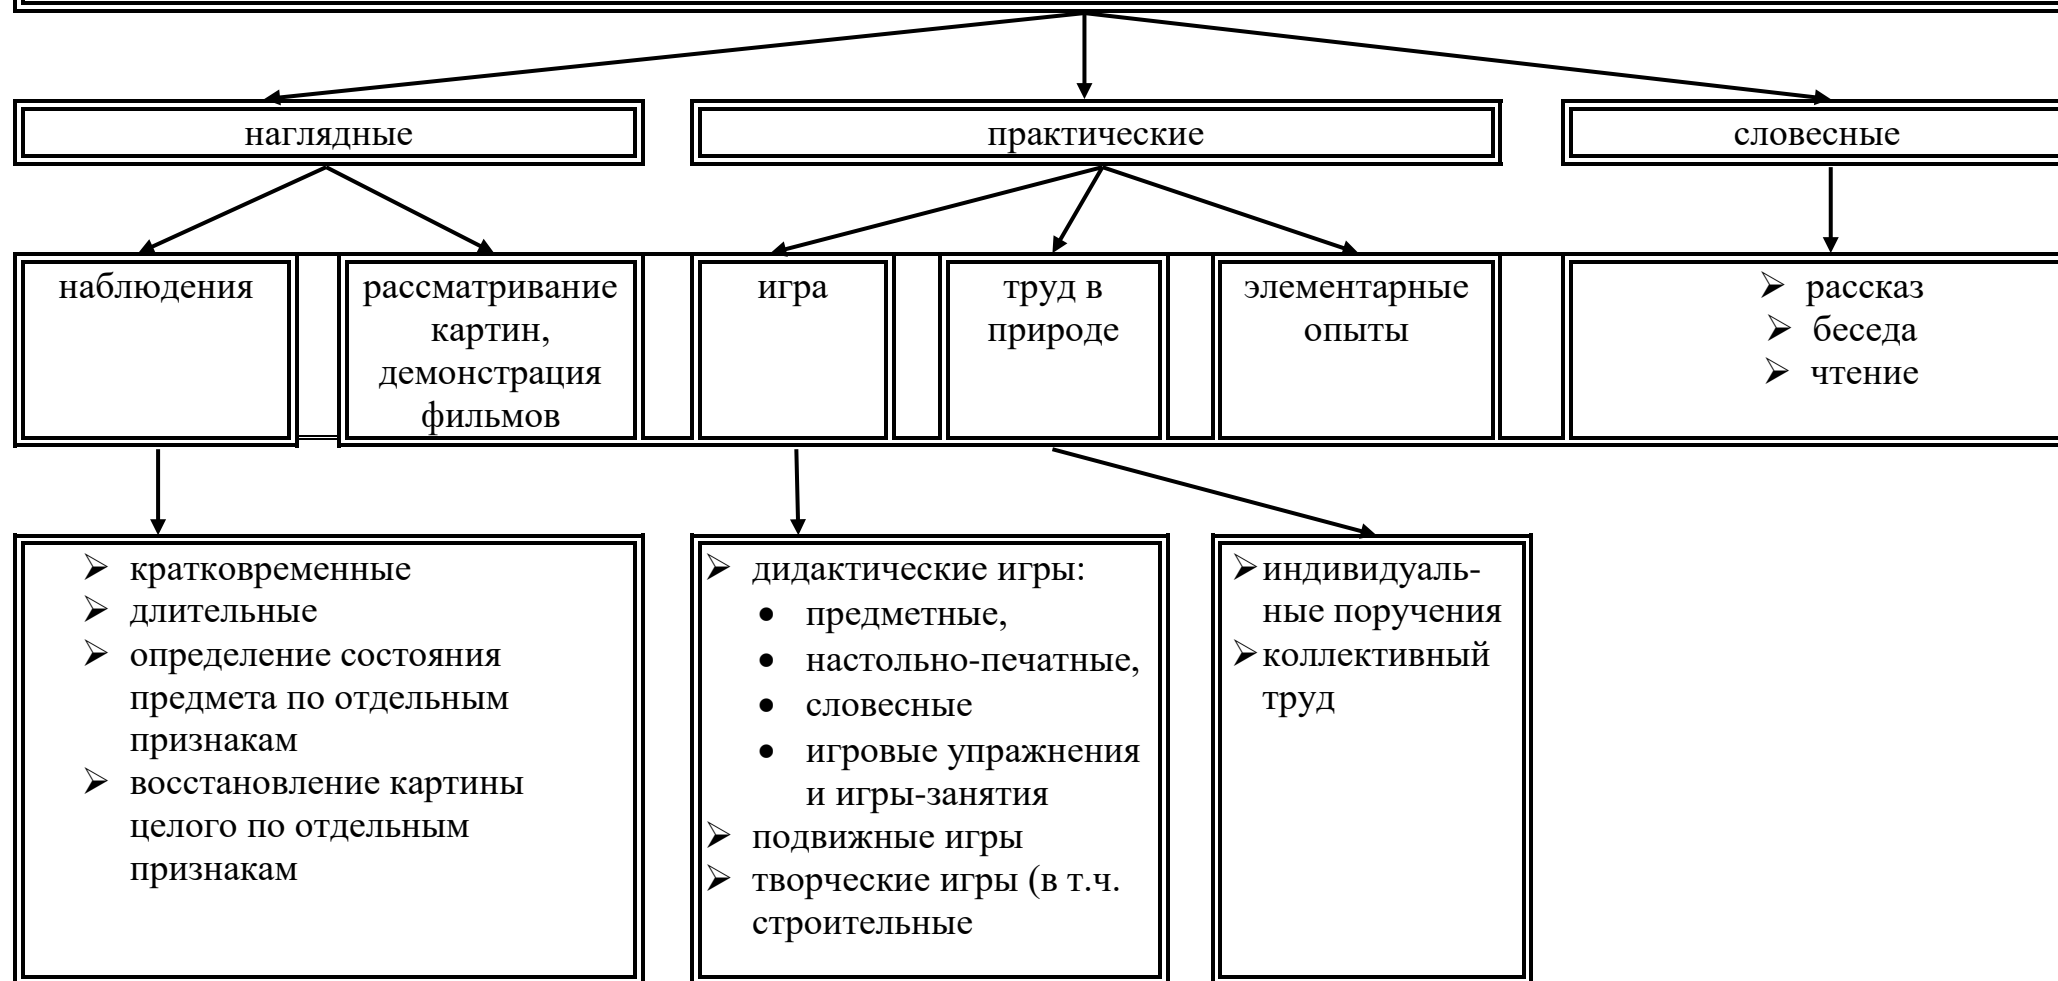 наглядные
практические
словесные
наблюдения
рассматривание
картин,
демонстрация
фильмов
игра
труд в
природе
элементарные
опыты
➢ рассказ
➢ беседа
➢ чтение
➢ кратковременные
➢ длительные
➢ определение состояния
предмета по отдельным
признакам
➢ восстановление картины
целого по отдельным
признакам
➢ дидактические игры:
• предметные,
• настольно-печатные,
• словесные
• игровые упражнения
и игры-занятия
➢ подвижные игры
➢ творческие игры (в т.ч.
строительные
➢ индивидуаль-
ные поручения
➢ коллективный
труд